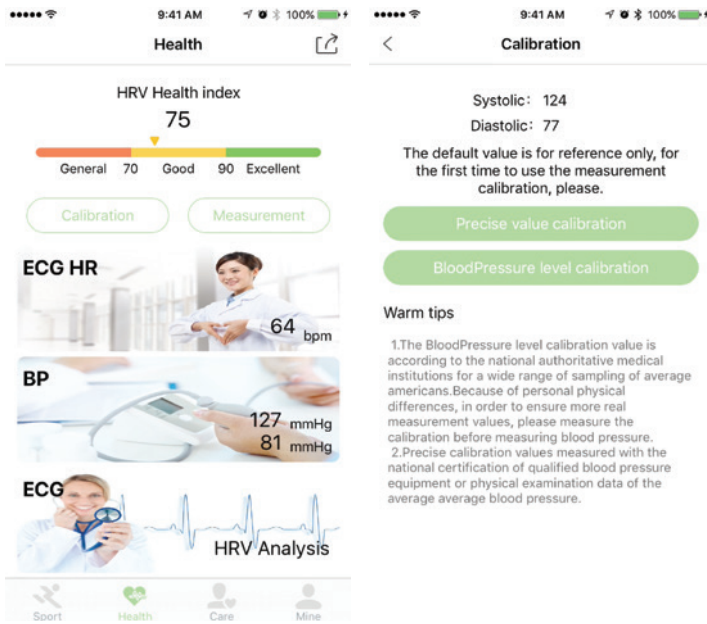 9:41 AM
100%
Health
HRV Health index
75
General 70 Good 90 Excellent
Calibration
Measurement
ECG HR
64 bpm
BP
127 mmHg
81 mmHg
ECG
HRV Analysis
Sport
Health
Care
Mine
9:41 AM
100%
Calibration
Systolic: 124
Diastolic: 77
The default value is for reference only, for
the first time to use the measurement
calibration, please.
Precise value calibration
BloodPressure level calibration
Warm tips
1.The BloodPressure level calibration value is
according to the national authoritative medical
institutions for a wide range of sampling of average
americans.Because of personal physical
differences, in order to ensure more real
measurement values, please measure the
calibration before measuring blood pressure.
2.Precise calibration values measured with the
national certification of qualified blood pressure
equipment or physical examination data of the
average average blood pressure.